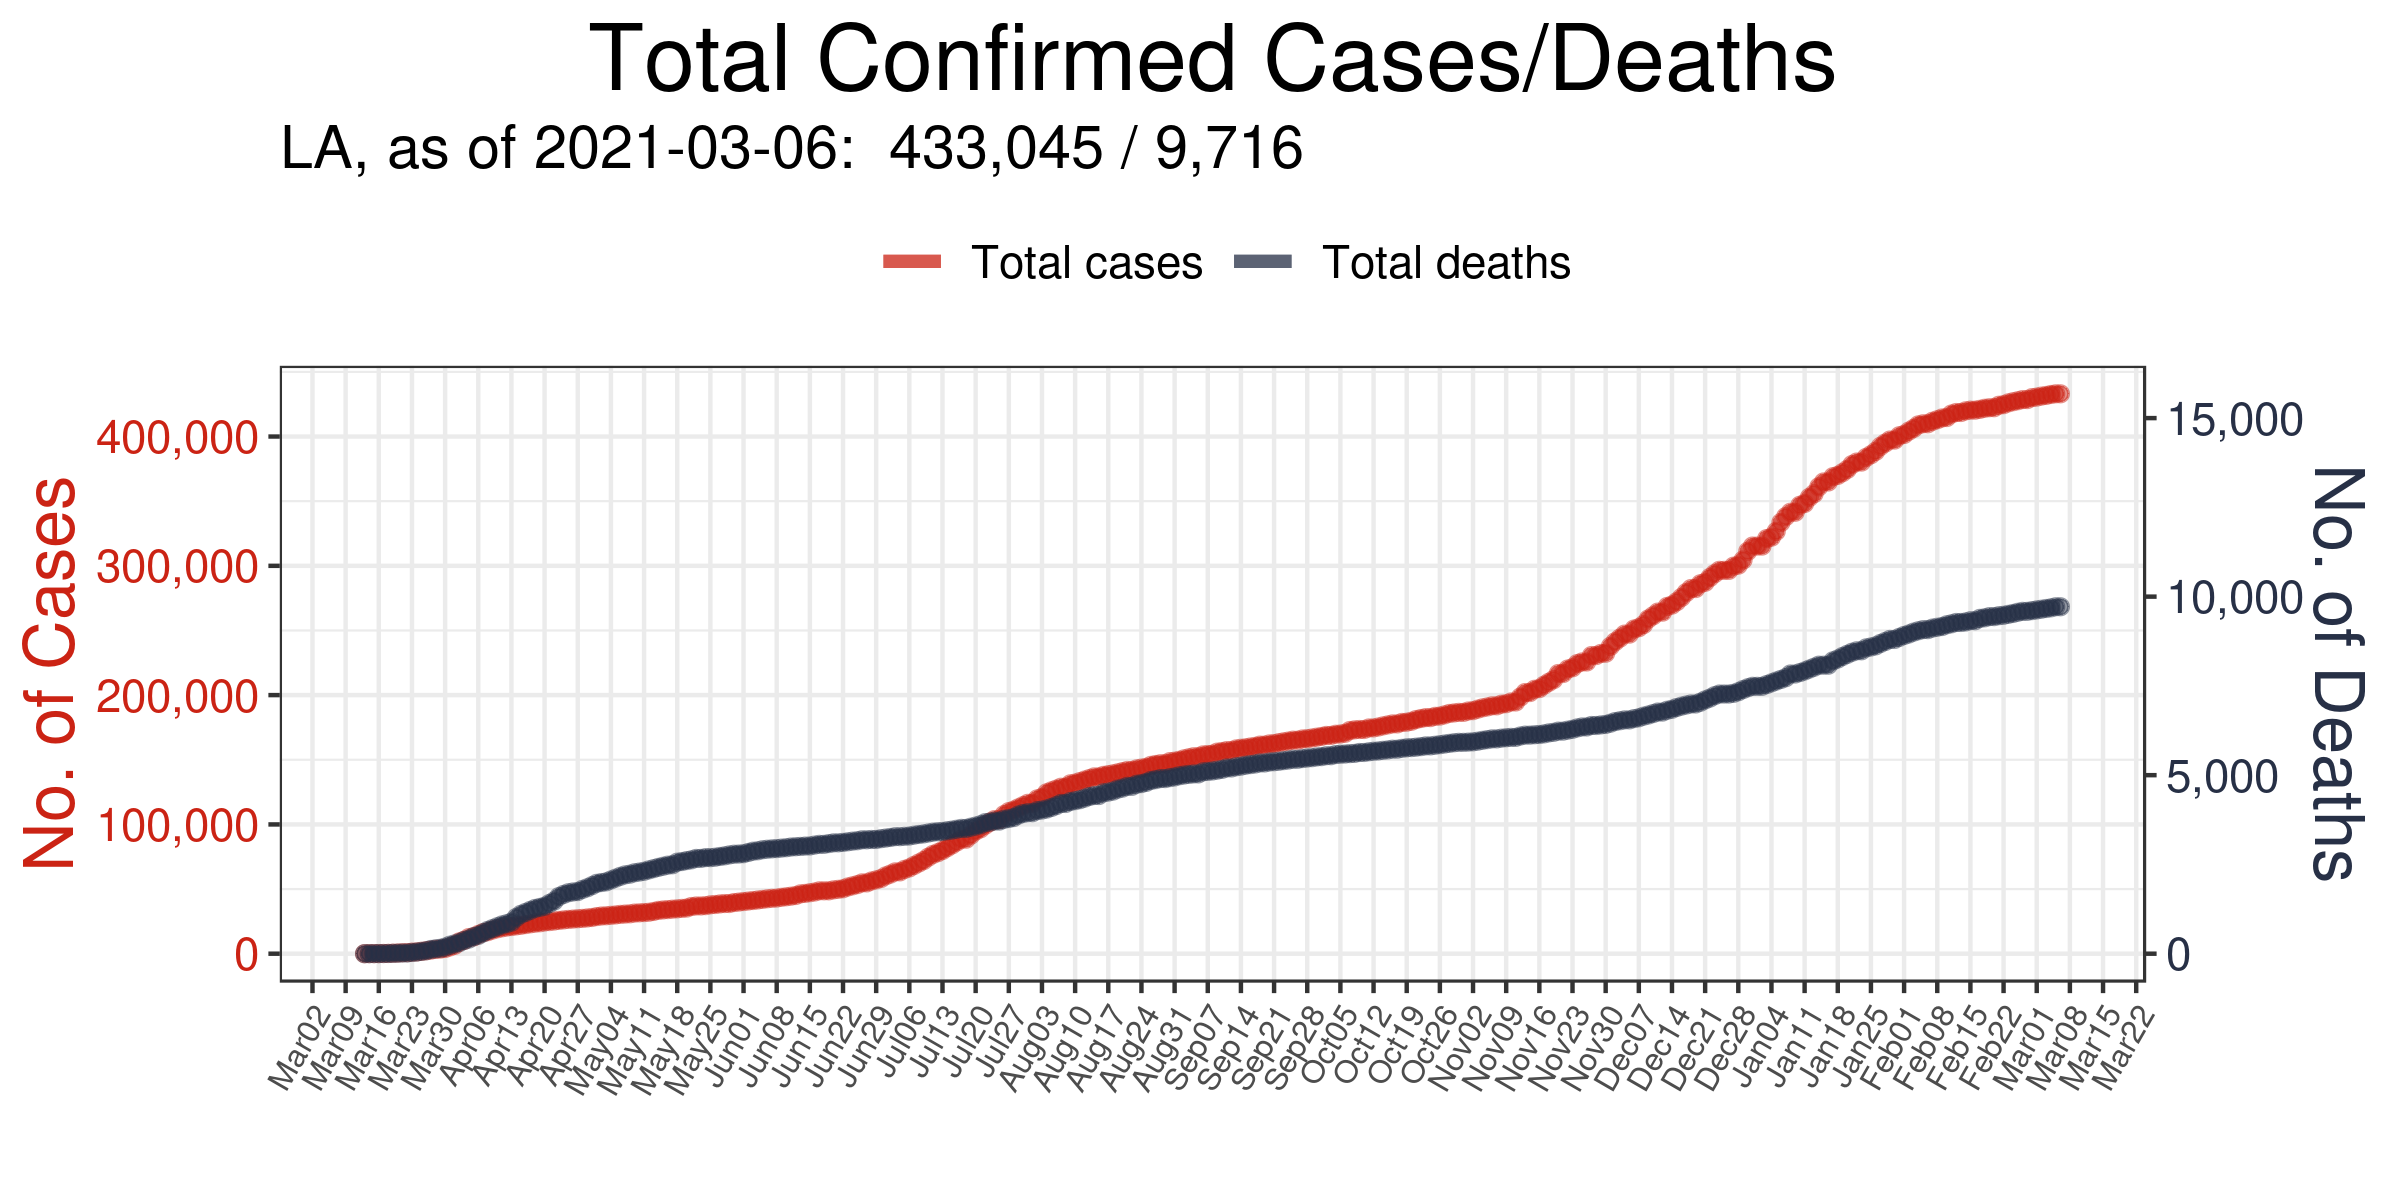 Total Confirmed Cases/Deaths
LA, as of 2021-03-06:  433,045 / 9,716
Total cases
Total deaths
No. of Cases
400,000
300,000
200,000
100,000
0
15,000
10,000
5,000
0
No. of Deaths
Mar02
Mar09
Mar16
Mar23
Mar30
Apr06
Apr13
Apr20
Apr27
May04
May11
May18
May25
Jun01
Jun08
Jun15
Jun22
Jun29
Jul06
Jul13
Jul20
Jul27
Aug03
Aug10
Aug17
Aug24
Aug31
Sep07
Sep14
Sep21
Sep28
Oct05
Oct12
Oct19
Oct26
Nov02
Nov09
Nov16
Nov23
Nov30
Dec07
Dec14
Dec21
Dec28
Jan04
Jan11
Jan18
Jan25
Feb01
Feb08
Feb15
Feb22
Mar01
Mar08
Mar15
Mar22